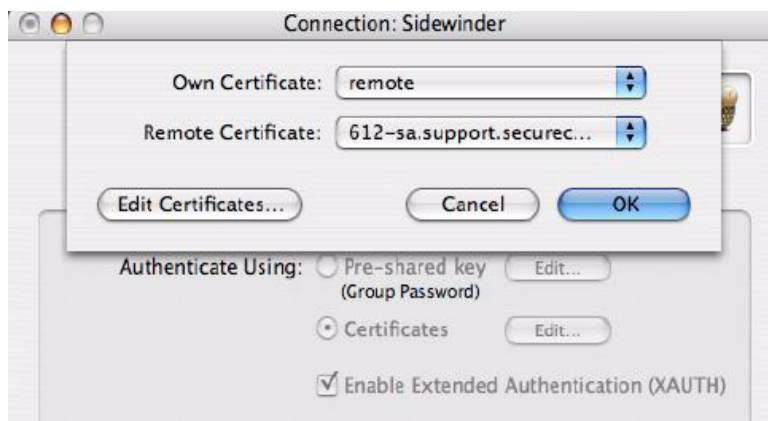 Connection: Sidewinder
Own Certificate: remote
Remote Certificate: 612-sa.support.securec...
Edit Certificates... Cancel OK
Authenticate Using: Pre-shared key Edit...
(Group Password)
Certificates Edit...
Enable Extended Authentication (XAUTH)